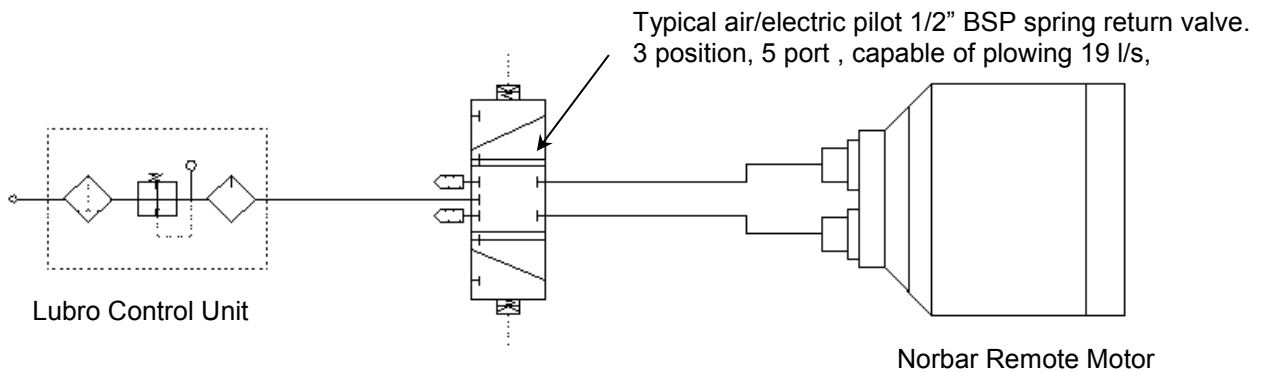 Typical air/electric pilot 1/2” BSP spring return valve.
3 position, 5 port , capable of plowing 19 l/s,
Lubro Control Unit
Norbar Remote Motor